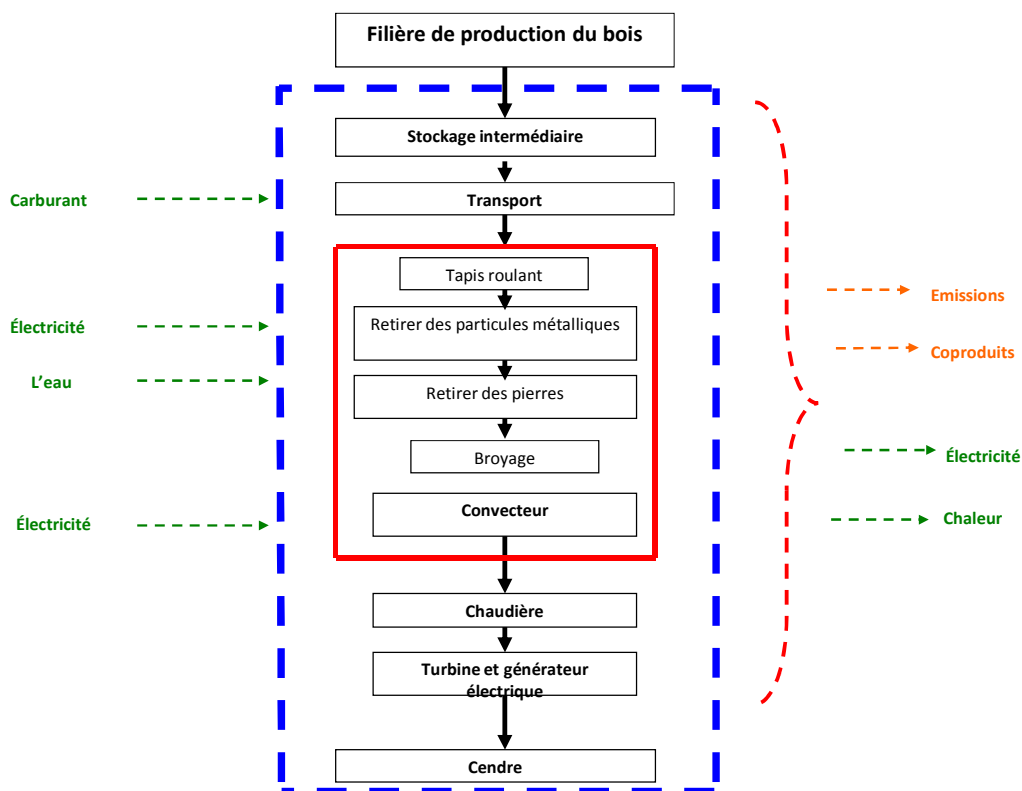 Filière de production du bois
Stockage intermédiaire
Carburant
Transport
Tapis roulant
Emissions
Électricité
Retirer des particules métalliques
Coproduits
L’eau
Retirer des pierres
Broyage
Électricité
Électricité
Convecteur
Chaleur
Chaudière
Turbine et générateur
électrique
Cendre